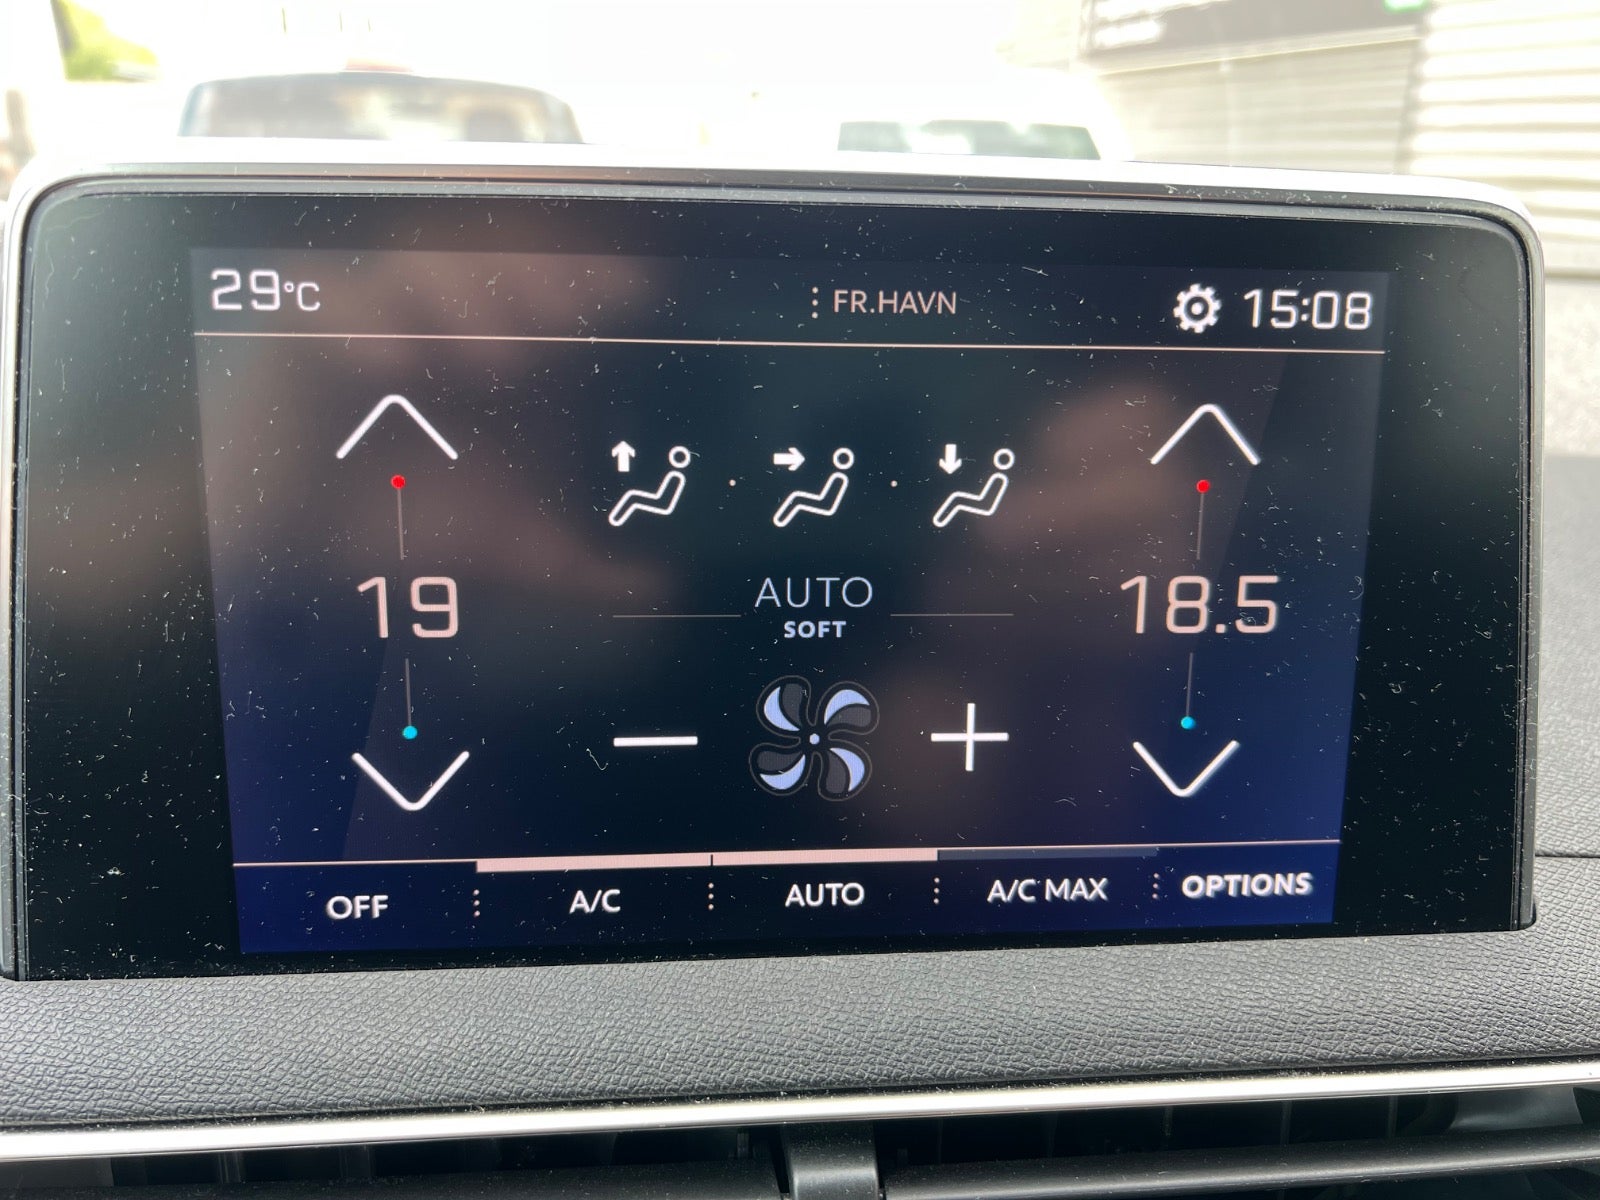 29°C
FR.HAVN
15:08
19
AUTO
SOFT
18.5
OFF
A/C
AUTO
A/C MAX
OPTIONS